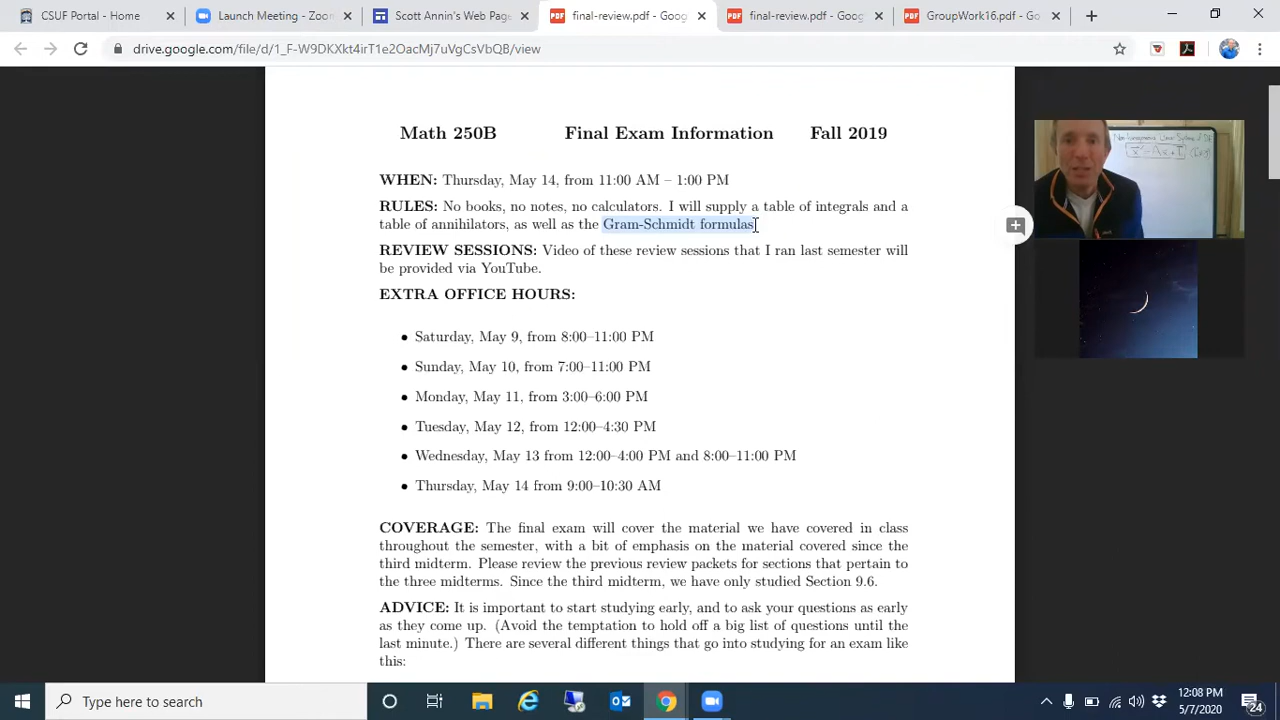 CSUF Portal - Home
Launch Meeting - Zoom
Scott Annin's Web Page
final-review.pdf - Goog
final-review.pdf - Goog
GroupWork16.pdf - Goo
drive.google.com/file/d/1_F-W9DKXkt4irT1e2OacMj7uVgCsVbQB/view
Math 250B Final Exam Information Fall 2019
WHEN: Thursday, May 14, from 11:00 AM – 1:00 PM
RULES: No books, no notes, no calculators. I will supply a table of integrals and a
table of annihilators, as well as the Gram-Schmidt formulas
REVIEW SESSIONS: Video of these review sessions that I ran last semester will
be provided via YouTube.
EXTRA OFFICE HOURS:
• Saturday, May 9, from 8:00–11:00 PM
• Sunday, May 10, from 7:00–11:00 PM
• Monday, May 11, from 3:00–6:00 PM
• Tuesday, May 12, from 12:00–4:30 PM
• Wednesday, May 13 from 12:00–4:00 PM and 8:00–11:00 PM
• Thursday, May 14 from 9:00–10:30 AM
COVERAGE: The final exam will cover the material we have covered in class
throughout the semester, with a bit of emphasis on the material covered since the
third midterm. Please review the previous review packets for sections that pertain to
the three midterms. Since the third midterm, we have only studied Section 9.6.
ADVICE: It is important to start studying early, and to ask your questions as early
as they come up. (Avoid the temptation to hold off a big list of questions until the
last minute.) There are several different things that go into studying for an exam like
this:
Type here to search
12:08 PM
5/7/2020
24